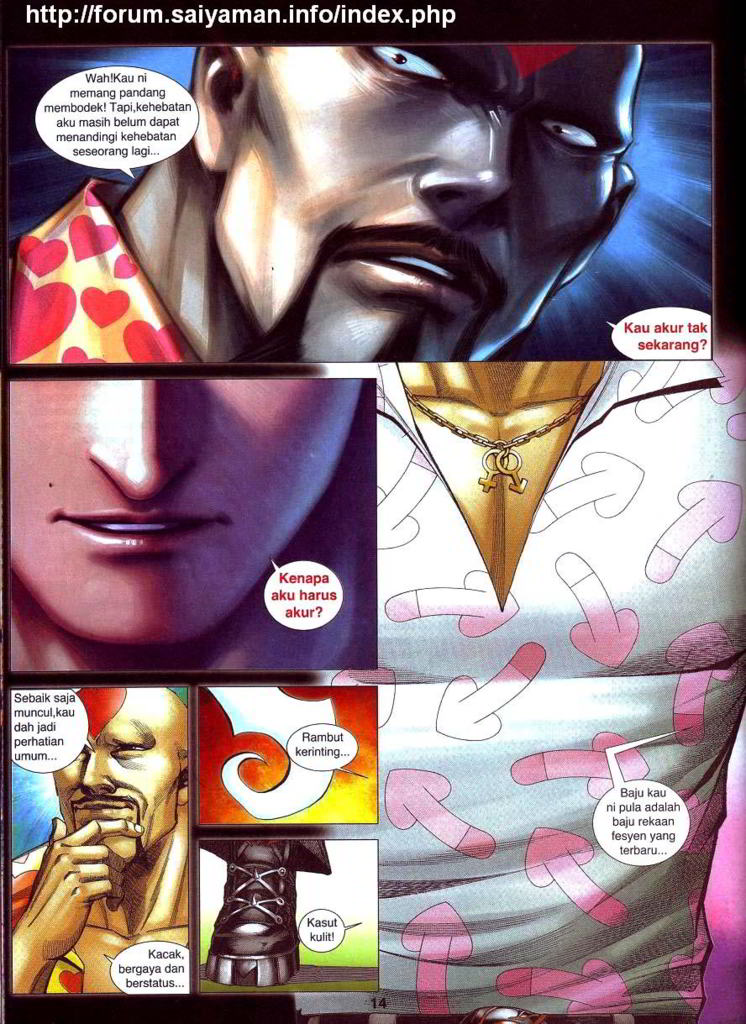 http://forum.saiyaman.info/index.php
Wah!Kau ni
memang pandang
membodek! Tapi,kehebatan
aku masih belum dapat
menandingi kehebatan
seseorang lagi...
Kau akur tak
sekarang?
Kenapa
aku harus
akur?
Sebaik saja
muncul,kau
dah jadi
perhatian
umum...
Kacak,
bergaya dan
berstatus...
Rambut
kerinting...
Kasut
kulit!
Baju kau
ni pula adalah
baju rekaan
fesyen yang
terbaru...
14